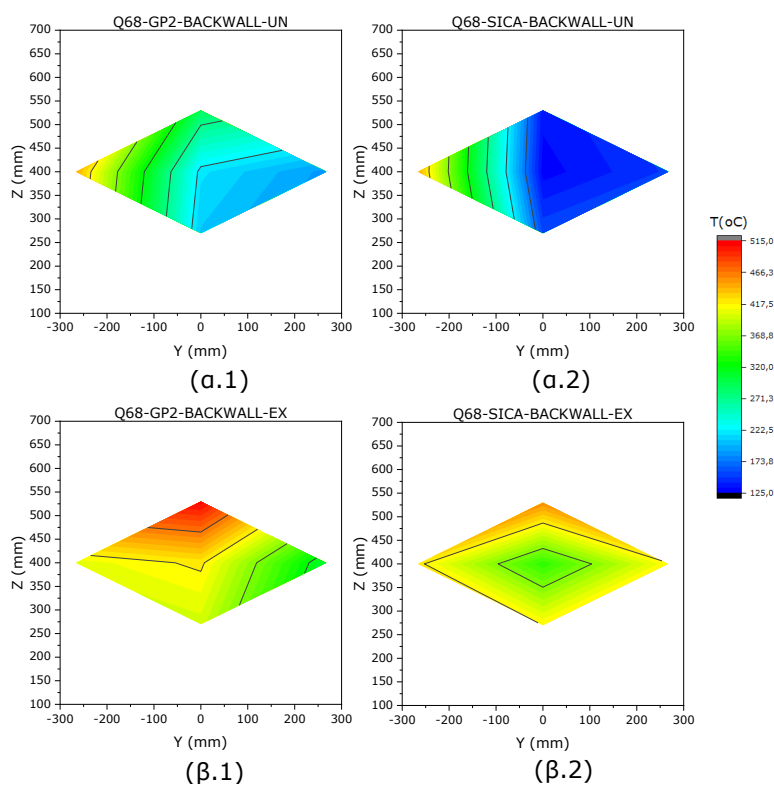 Q68-GP2-BACKWALL-UN
700
650
600
550
500
450
400
350
300
250
200
150
100
Z (mm)
-300 -200 -100 0 100 200 300
Y (mm)
(α.1)
Q68-SICA-BACKWALL-UN
700
650
600
550
500
450
400
350
300
250
200
150
100
Z (mm)
-300 -200 -100 0 100 200 300
Y (mm)
(α.2)
T(oC)
515,0
466,3
417,5
368,8
320,0
271,3
222,5
173,8
125,0
Q68-GP2-BACKWALL-EX
700
650
600
550
500
450
400
350
300
250
200
150
100
Z (mm)
-300 -200 -100 0 100 200 300
Y (mm)
(β.1)
Q68-SICA-BACKWALL-EX
700
650
600
550
500
450
400
350
300
250
200
150
100
Z (mm)
-300 -200 -100 0 100 200 300
Y (mm)
(β.2)